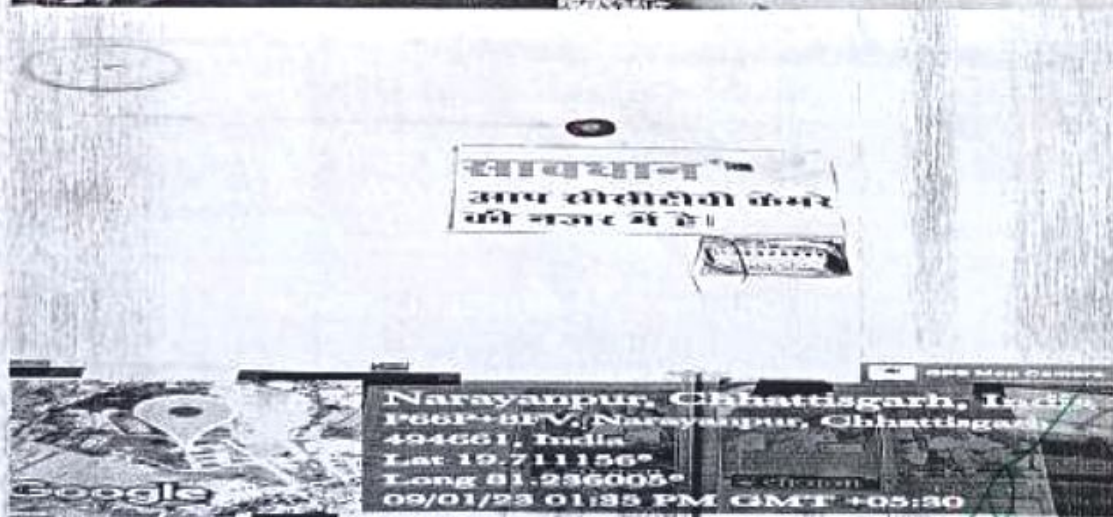 सावधान
आप सीसीटीवी कैमरे
की नजर में है।
GPS Map Camera
Narayanpur, Chhattisgarh, India
Narayanpur, Chhattisgarh
494661, India
Lat 19.711156°
Long 81.236005°
Google
09/01/23 01:35 PM GMT +05:30